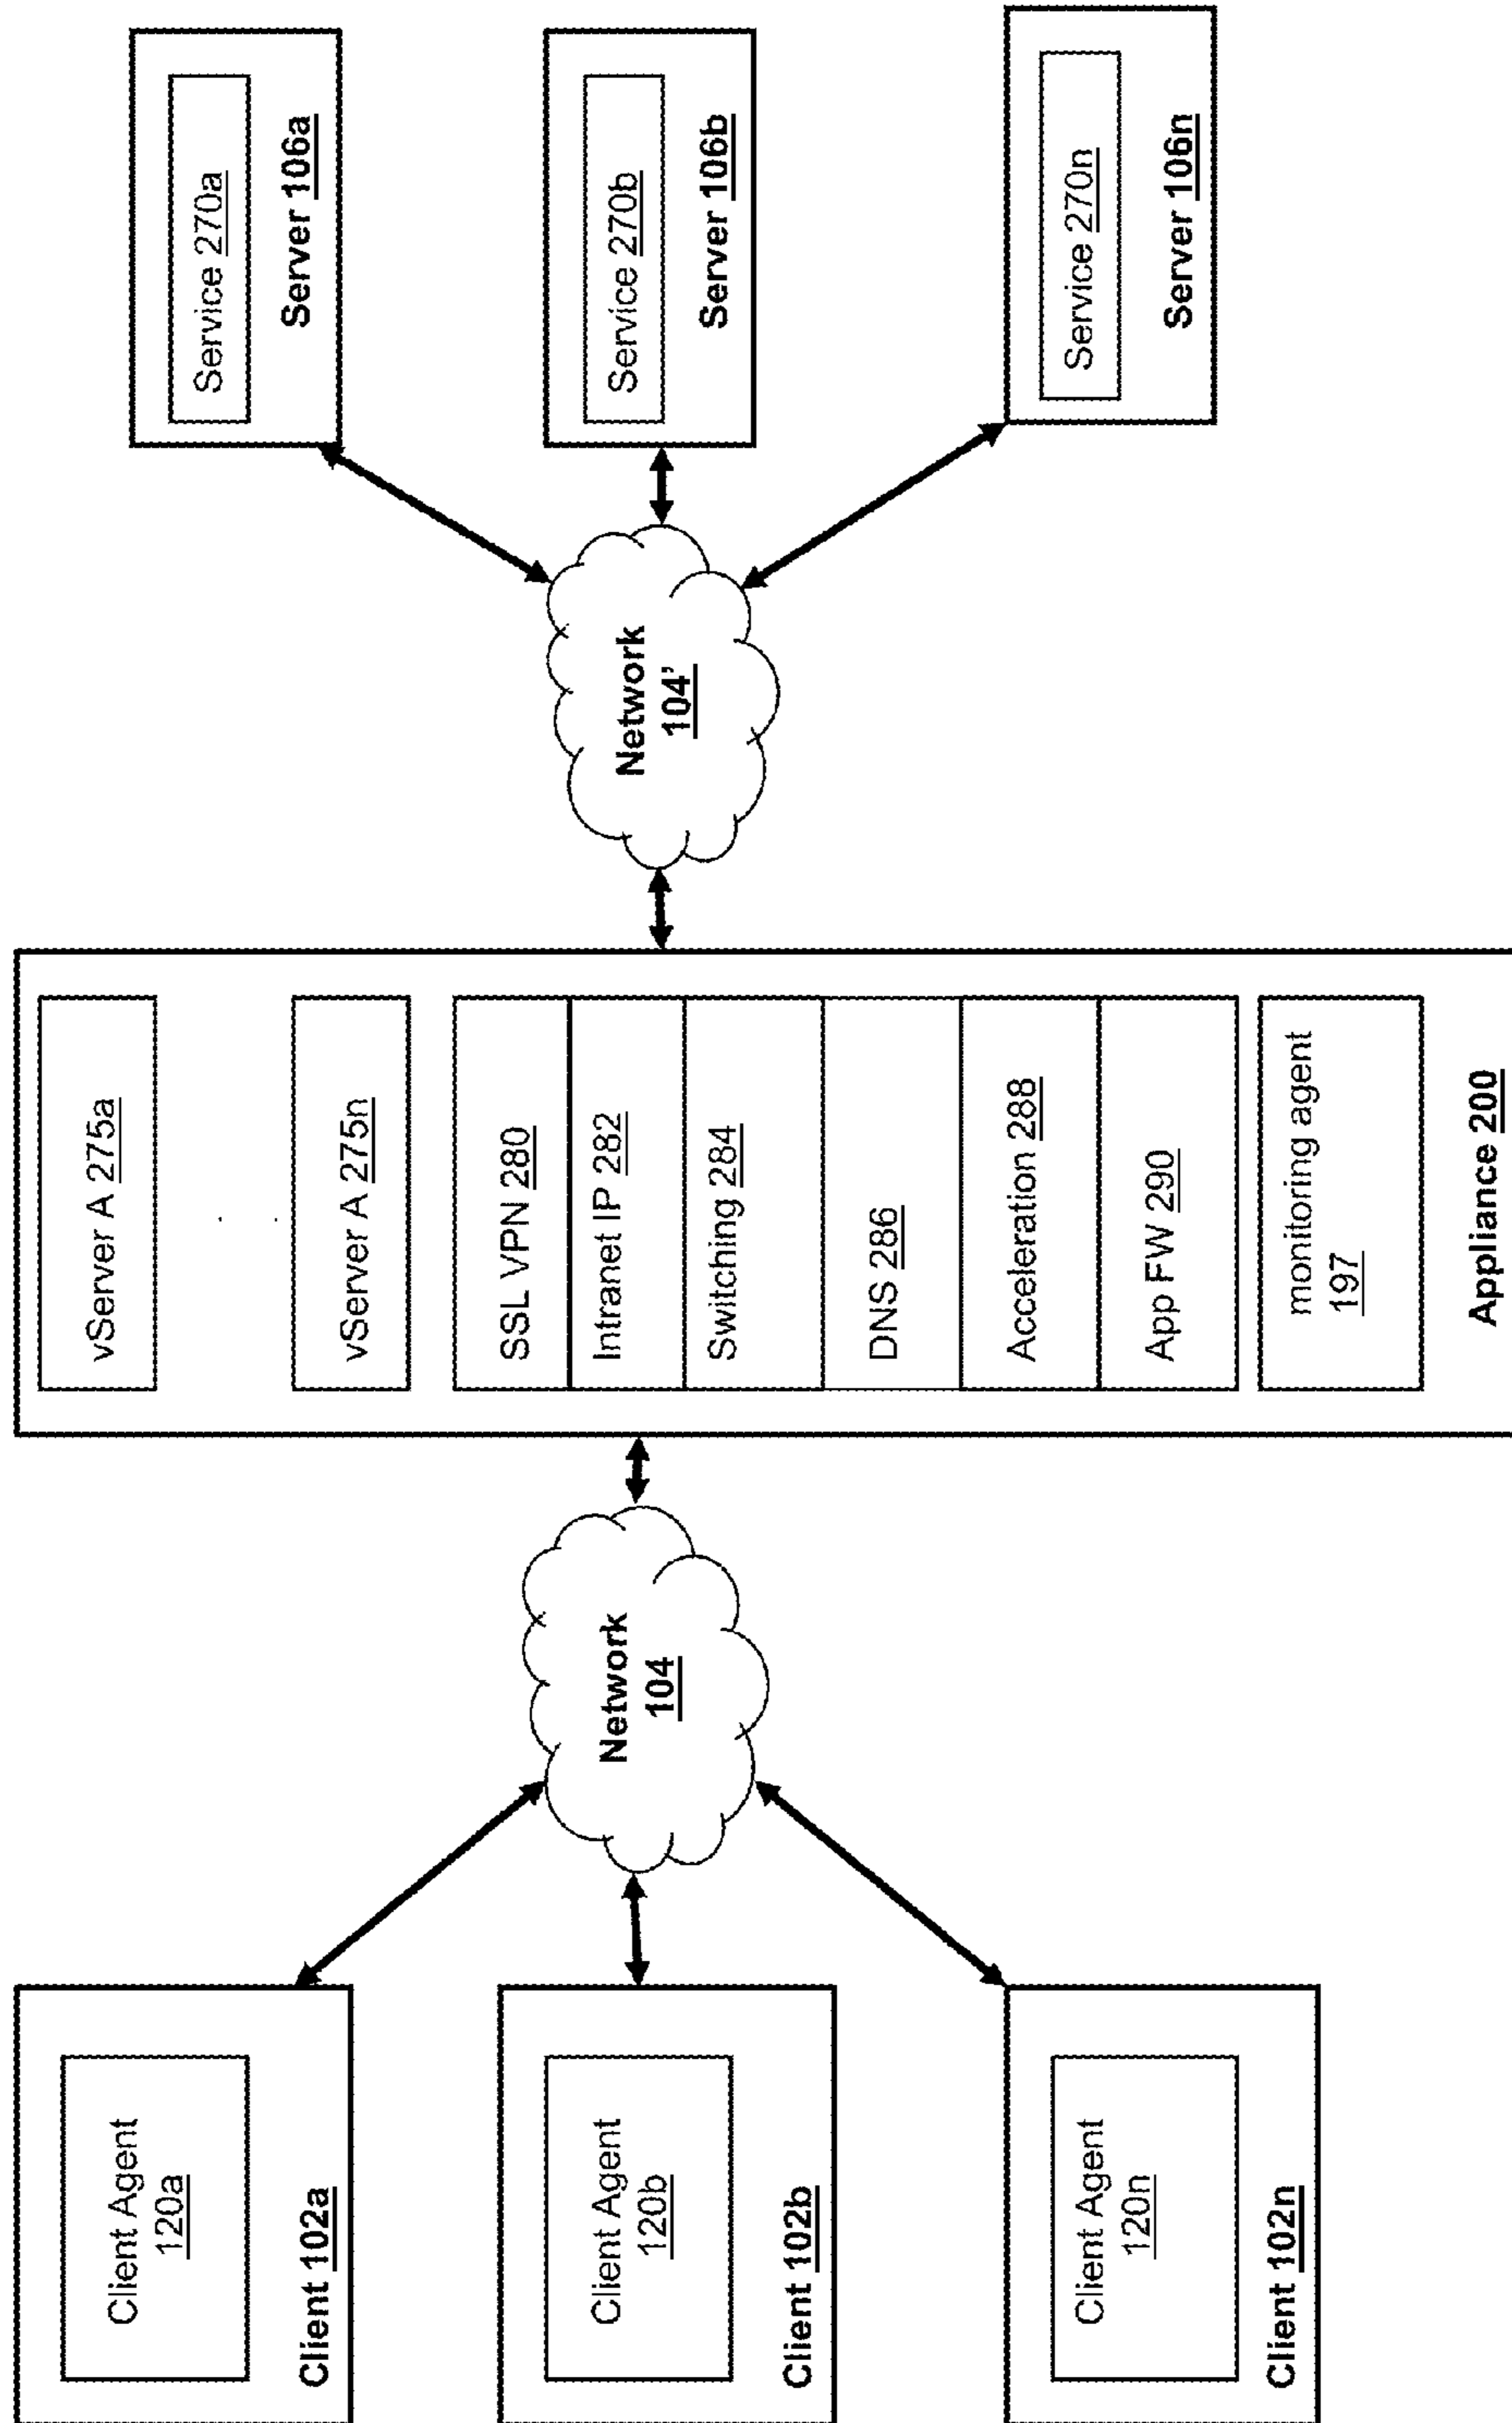 Client Agent
120a
Client 102a
Client Agent
120b
Client 102b
Client Agent
120n
Client 102n
Network
104
vServer A 275a
vServer A 275n
SSL VPN 280
Intranet IP 282
Switching 284
DNS 286
Acceleration 288
App FW 290
monitoring agent
197
Appliance 200
Network
104'
Service 270a
Server 106a
Service 270b
Server 106b
Service 270n
Server 106n